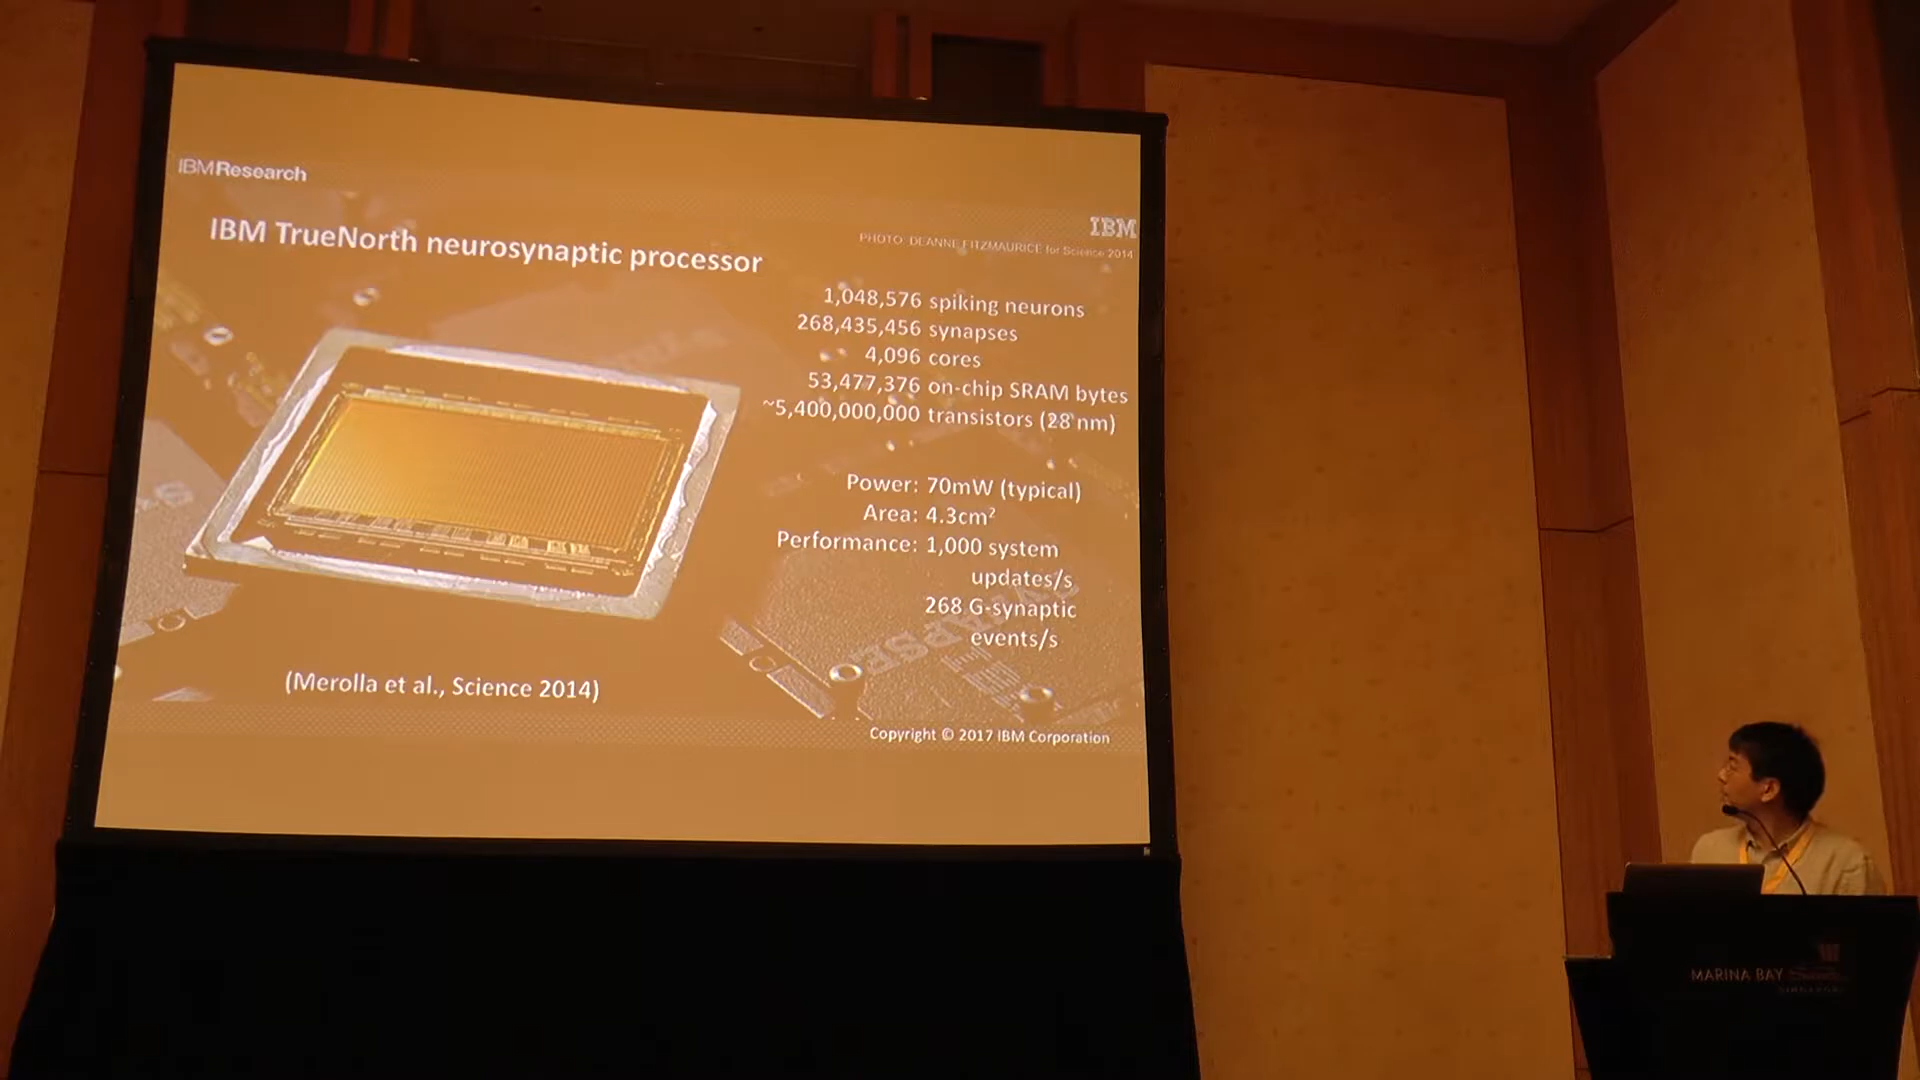 IBM Research
IBM
IBM TrueNorth neurosynaptic processor
PHOTO: DEANNE FITZMAURICE for Science 2014
1,048,576 spiking neurons
268,435,456 synapses
4,096 cores
53,477,376 on-chip SRAM bytes
~5,400,000,000 transistors (28 nm)
Power: 70mW (typical)
Area: 4.3cm²
Performance: 1,000 system
updates/s
268 G-synaptic
events/s
(Merolla et al., Science 2014)
Copyright © 2017 IBM Corporation
MARINA BAY